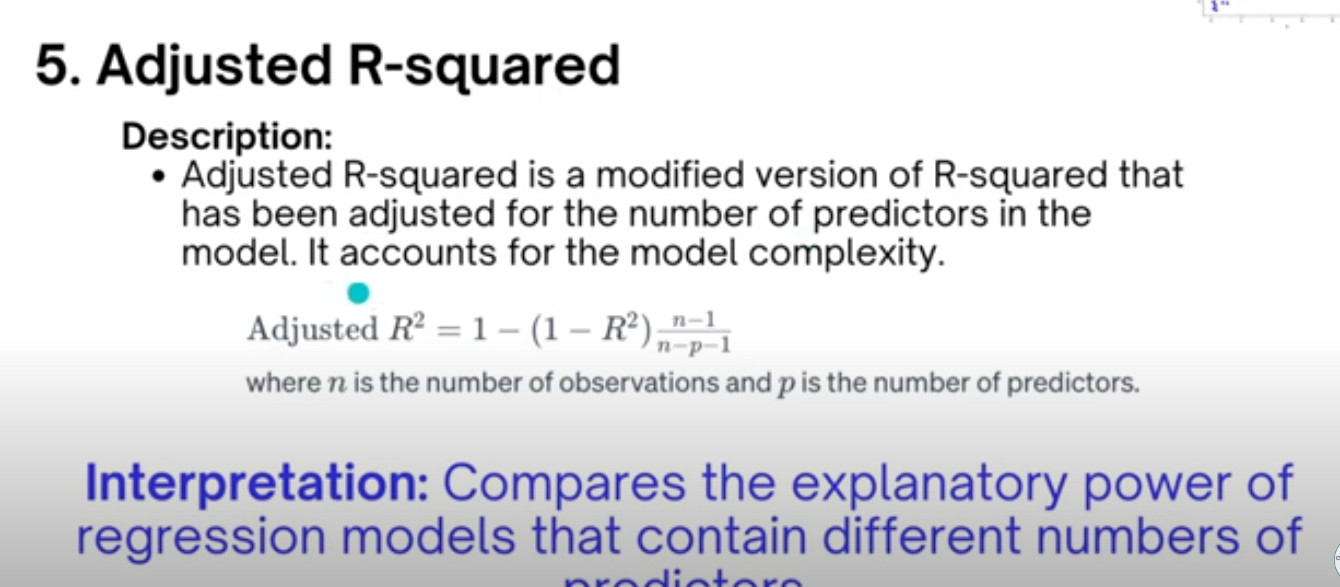 5. Adjusted R-squared
Description:
• Adjusted R-squared is a modified version of R-squared that
has been adjusted for the number of predictors in the
model. It accounts for the model complexity.
Adjusted R² = 1 − (1 − R²) n−1/n−p−1
where n is the number of observations and p is the number of predictors.
Interpretation: Compares the explanatory power of
regression models that contain different numbers of
predictors